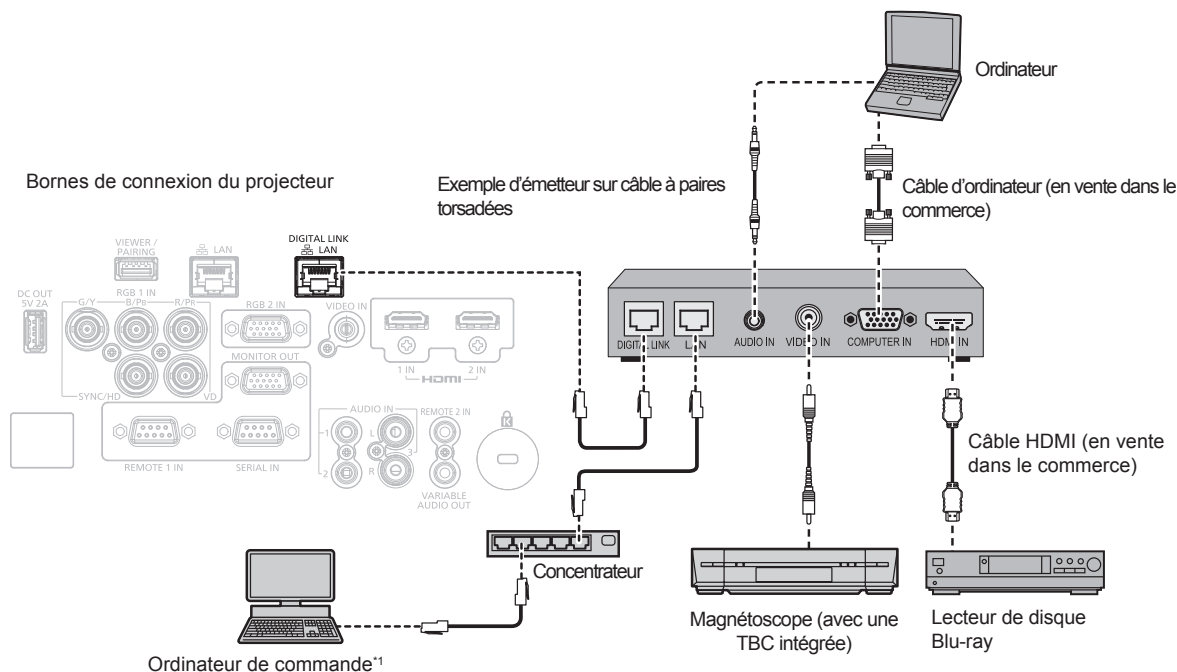 Ordinateur
Bornes de connexion du projecteur
Exemple d'émetteur sur câble à paires
torsadées
Câble d'ordinateur (en vente dans le
commerce)
VIEWER /
PAIRING
LAN
DIGITAL LINK
LAN
DC OUT
5V 2A
RGB 1 IN
G/Y
B/PB
R/PR
RGB 2 IN
VIDEO IN
MONITOR OUT
1 IN
2 IN
HDMI
SYNC/HD
VD
REMOTE 1 IN
SERIAL IN
AUDIO IN
1
2
L
R
3
REMOTE 2 IN
VARIABLE
AUDIO OUT
K
DIGITAL LINK
LAN
AUDIO IN
VIDEO IN
COMPUTER IN
HDMI IN
Câble HDMI (en vente
dans le commerce)
Concentrateur
Magnétoscope (avec une
TBC intégrée)
Lecteur de disque
Blu-ray
Ordinateur de commande*1